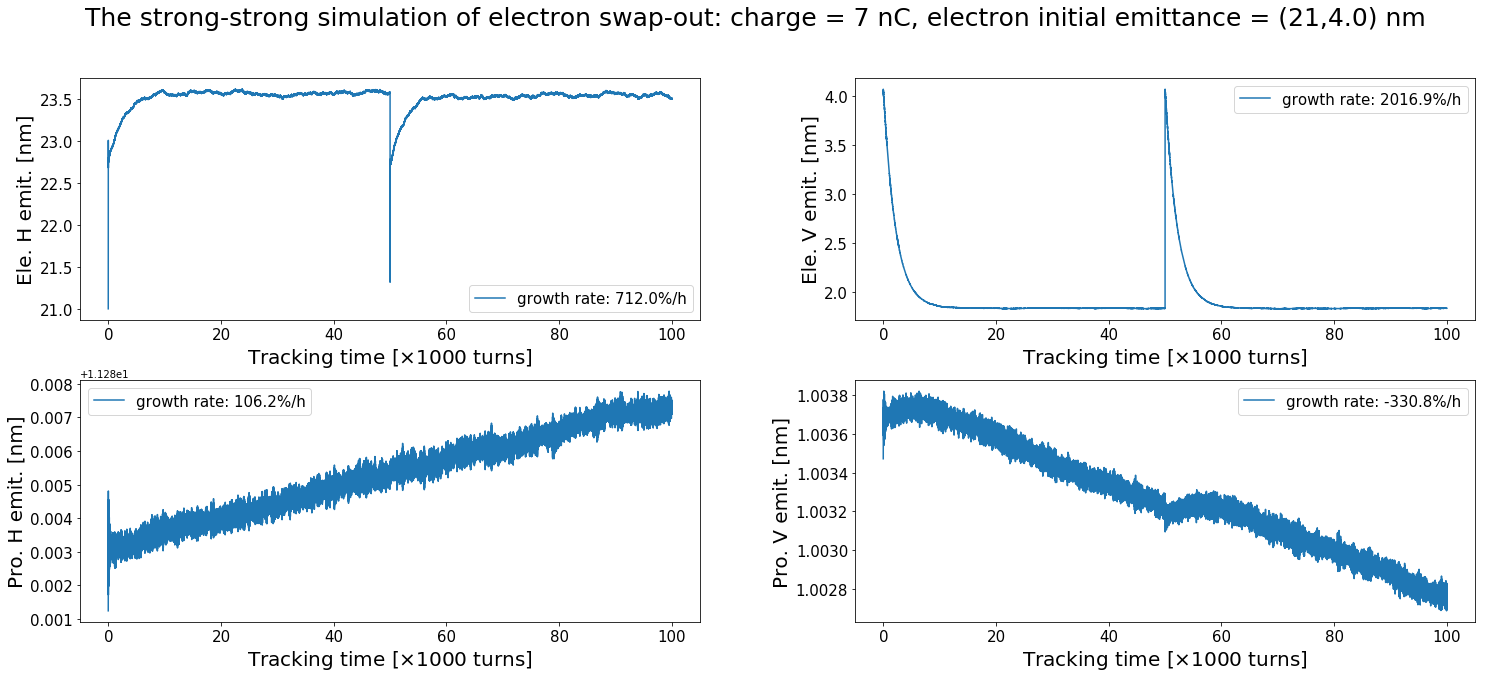 The strong-strong simulation of electron swap-out: charge = 7 nC, electron initial emittance = (21,4.0) nm
23.5
23.0
22.5
22.0
21.5
21.0
Ele. H emit. [nm]
growth rate: 712.0%/h
0 20 40 60 80 100
Tracking time [×1000 turns]
4.0
3.5
3.0
2.5
2.0
Ele. V emit. [nm]
growth rate: 2016.9%/h
0 20 40 60 80 100
Tracking time [×1000 turns]
+1.128e1
0.008
0.007
0.006
0.005
0.004
0.003
0.002
0.001
Pro. H emit. [nm]
growth rate: 106.2%/h
0 20 40 60 80 100
Tracking time [×1000 turns]
1.0038
1.0036
1.0034
1.0032
1.0030
1.0028
Pro. V emit. [nm]
growth rate: -330.8%/h
0 20 40 60 80 100
Tracking time [×1000 turns]